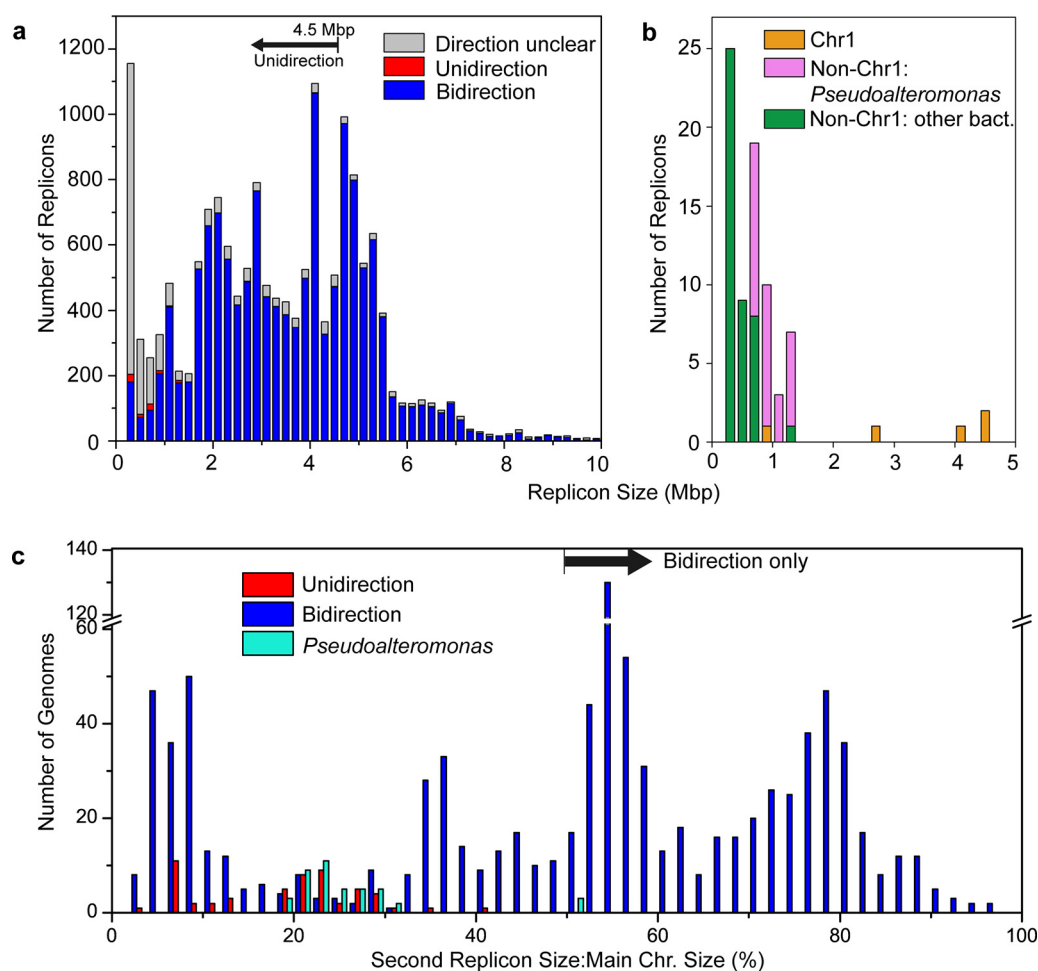 a
4.5 Mbp
Unidirection
Direction unclear
Unidirection
Bidirection
Number of Replicons
1200
1000
800
600
400
200
0
0 2 4 6 8 10
b
Chr1
Non-Chr1:
Pseudoalteromonas
Non-Chr1: other bact.
Number of Replicons
25
20
15
10
5
0
0 1 2 3 4 5
Replicon Size (Mbp)
c
Bidirection only
Unidirection
Bidirection
Pseudoalteromonas
Number of Genomes
140
120
60
40
20
0
0 20 40 60 80 100
Second Replicon Size:Main Chr. Size (%)